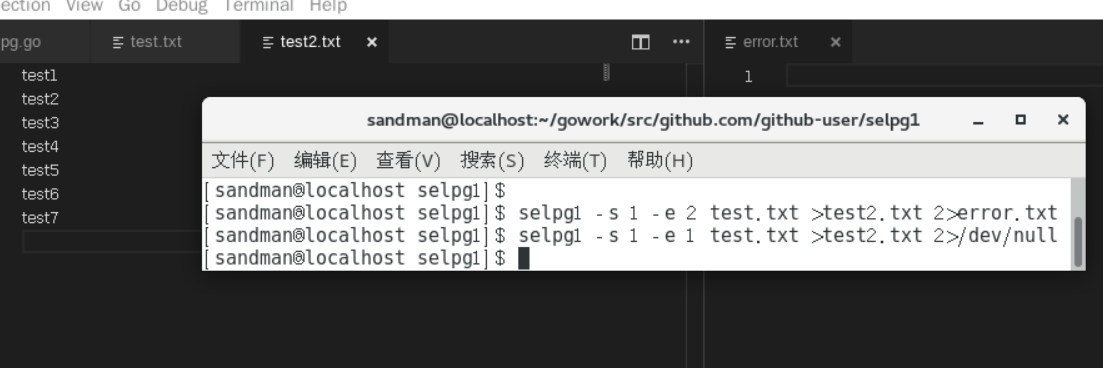 ection View Go Debug Terminal Help
pg.go test.txt test2.txt × ··· error.txt ×
test1
test2
test3
test4
test5
test6
test7
1
sandman@localhost:~/gowork/src/github.com/github-user/selpg1
文件(F) 编辑(E) 查看(V) 搜索(S) 终端(T) 帮助(H)
[sandman@localhost selpg1]$
[sandman@localhost selpg1]$ selpg1 -s 1 -e 2 test.txt >test2.txt 2>error.txt
[sandman@localhost selpg1]$ selpg1 -s 1 -e 1 test.txt >test2.txt 2>/dev/null
[sandman@localhost selpg1]$